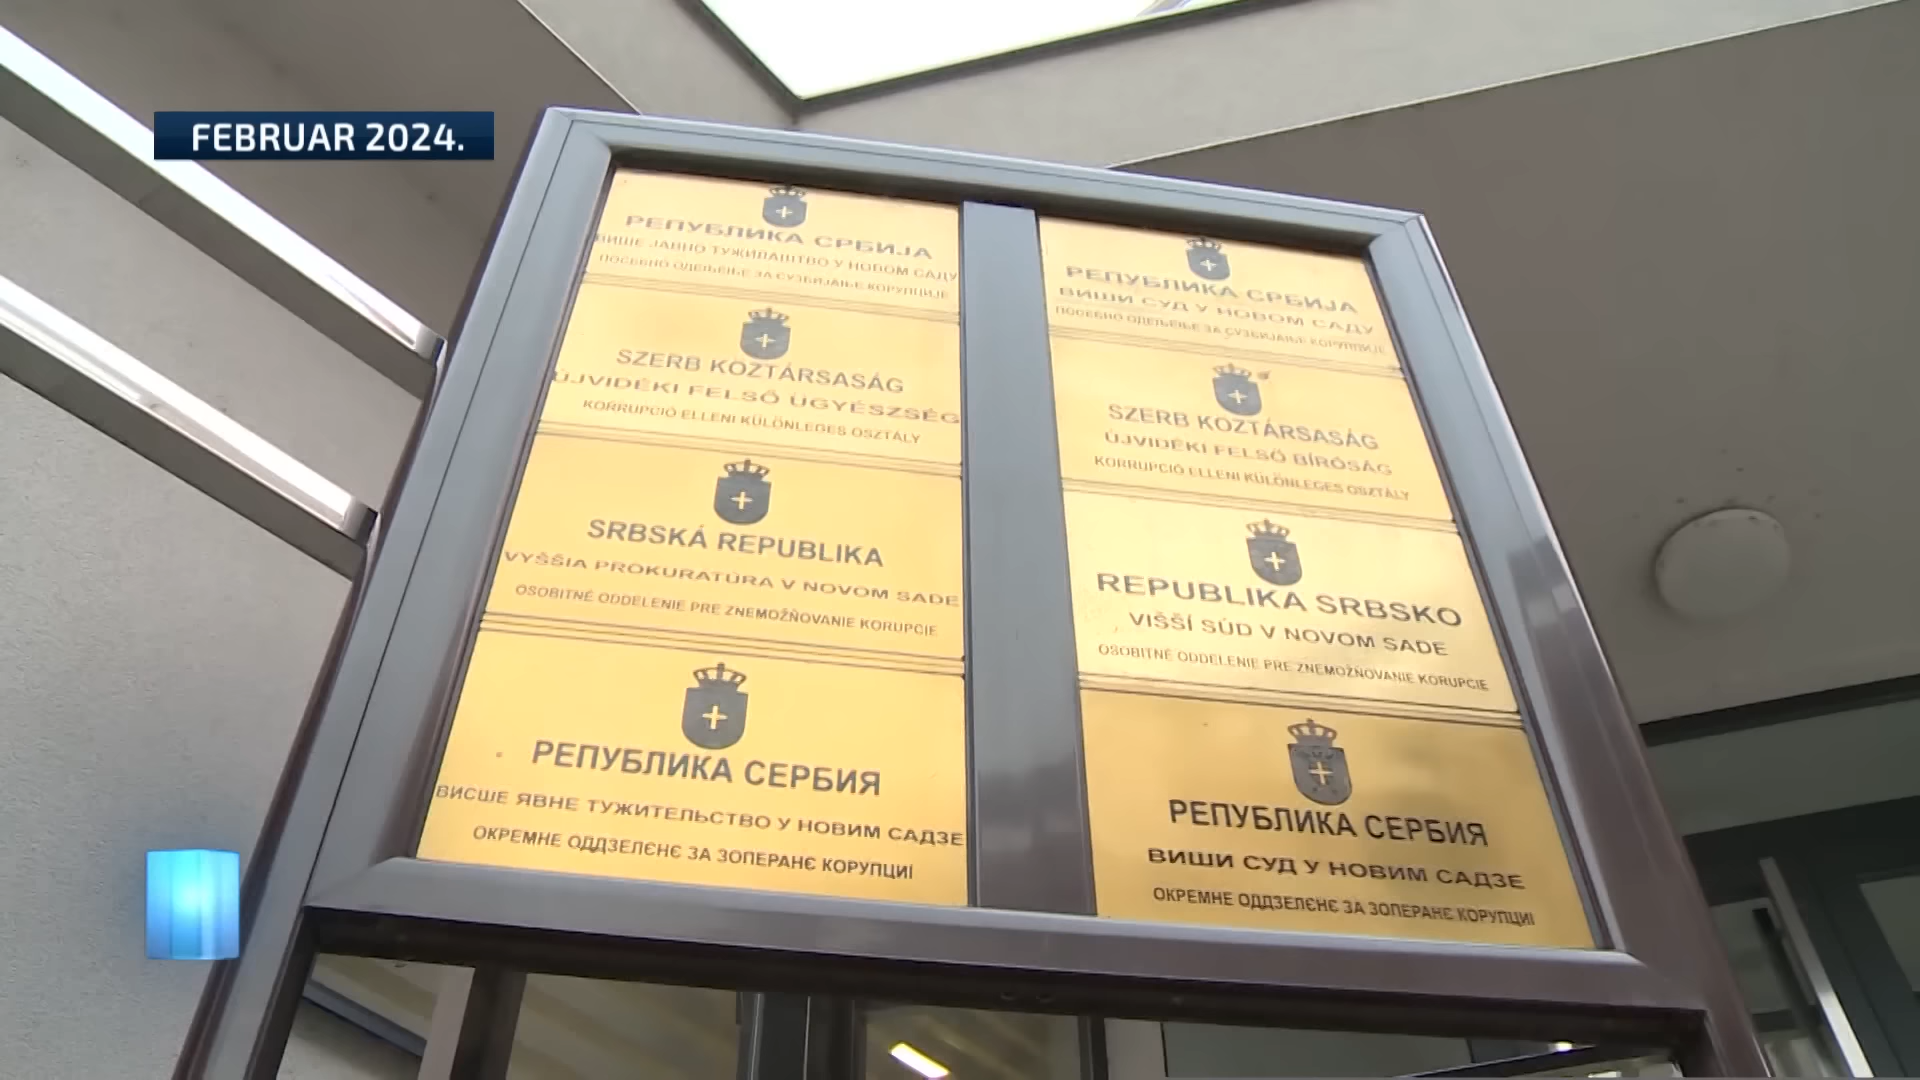 FEBRUAR 2024.
РЕПУБЛИКА СРБИЈА
ВИШЕ ЈАВНО ТУЖИЛАШТВО У НОВОМ САДУ
ПОСЕБНО ОДЕЉЕЊЕ ЗА СУЗБИЈАЊЕ КОРУПЦИЈЕ
SZERB KOZTÁRSASÁG
ÚJVIDÉKI FELSŐ ÜGYÉSZSÉG
KORRUPCIÓ ELLENI KÜLÖNLEGES OSZTÁLY
SRBSKÁ REPUBLIKA
VYŠŠIA PROKURATÚRA V NOVOM SADE
OSOBITNÉ ODDELENIE PRE ZNEMOŽŇOVANIE KORUPCIE
РЕПУБЛИКА СЕРБИЯ
ВИСШЕ ЯВНЕ ТУЖИТЕЛЬСТВО У НОВИМ САДЗЕ
ОКРЕМНЕ ОДДЗЕЛЄНЄ ЗА ЗОПЕРАНЄ КОРУПЦИЇ
РЕПУБЛИКА СРБИЈА
ВИШИ СУД У НОВОМ САДУ
ПОСЕБНО ОДЕЉЕЊЕ ЗА СУЗБИЈАЊЕ КОРУПЦИЈЕ
SZERB KOZTÁRSASÁG
ÚJVIDÉKI FELSŐ BÍRÓSÁG
KORRUPCIÓ ELLENI KÜLÖNLEGES OSZTÁLY
REPUBLIKA SRBSKO
VIŠŠÍ SÚD V NOVOM SADE
OSOBITNÉ ODDELENIE PRE ZNEMOŽŇOVANIE KORUPCIE
РЕПУБЛИКА СЕРБИЯ
ВИШИ СУД У НОВИМ САДЗЕ
ОКРЕМНЕ ОДДЗЕЛЄНЄ ЗА ЗОПЕРАНЄ КОРУПЦИЇ